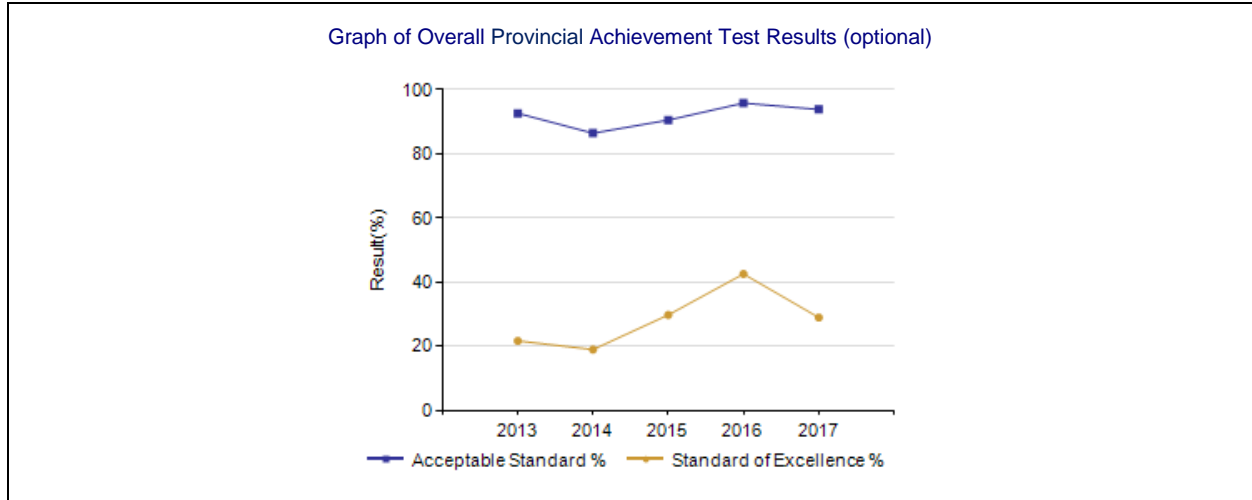 Graph of Overall Provincial Achievement Test Results (optional)
100
80
60
40
20
0
Result(%)
2013 2014 2015 2016 2017
Acceptable Standard % Standard of Excellence %